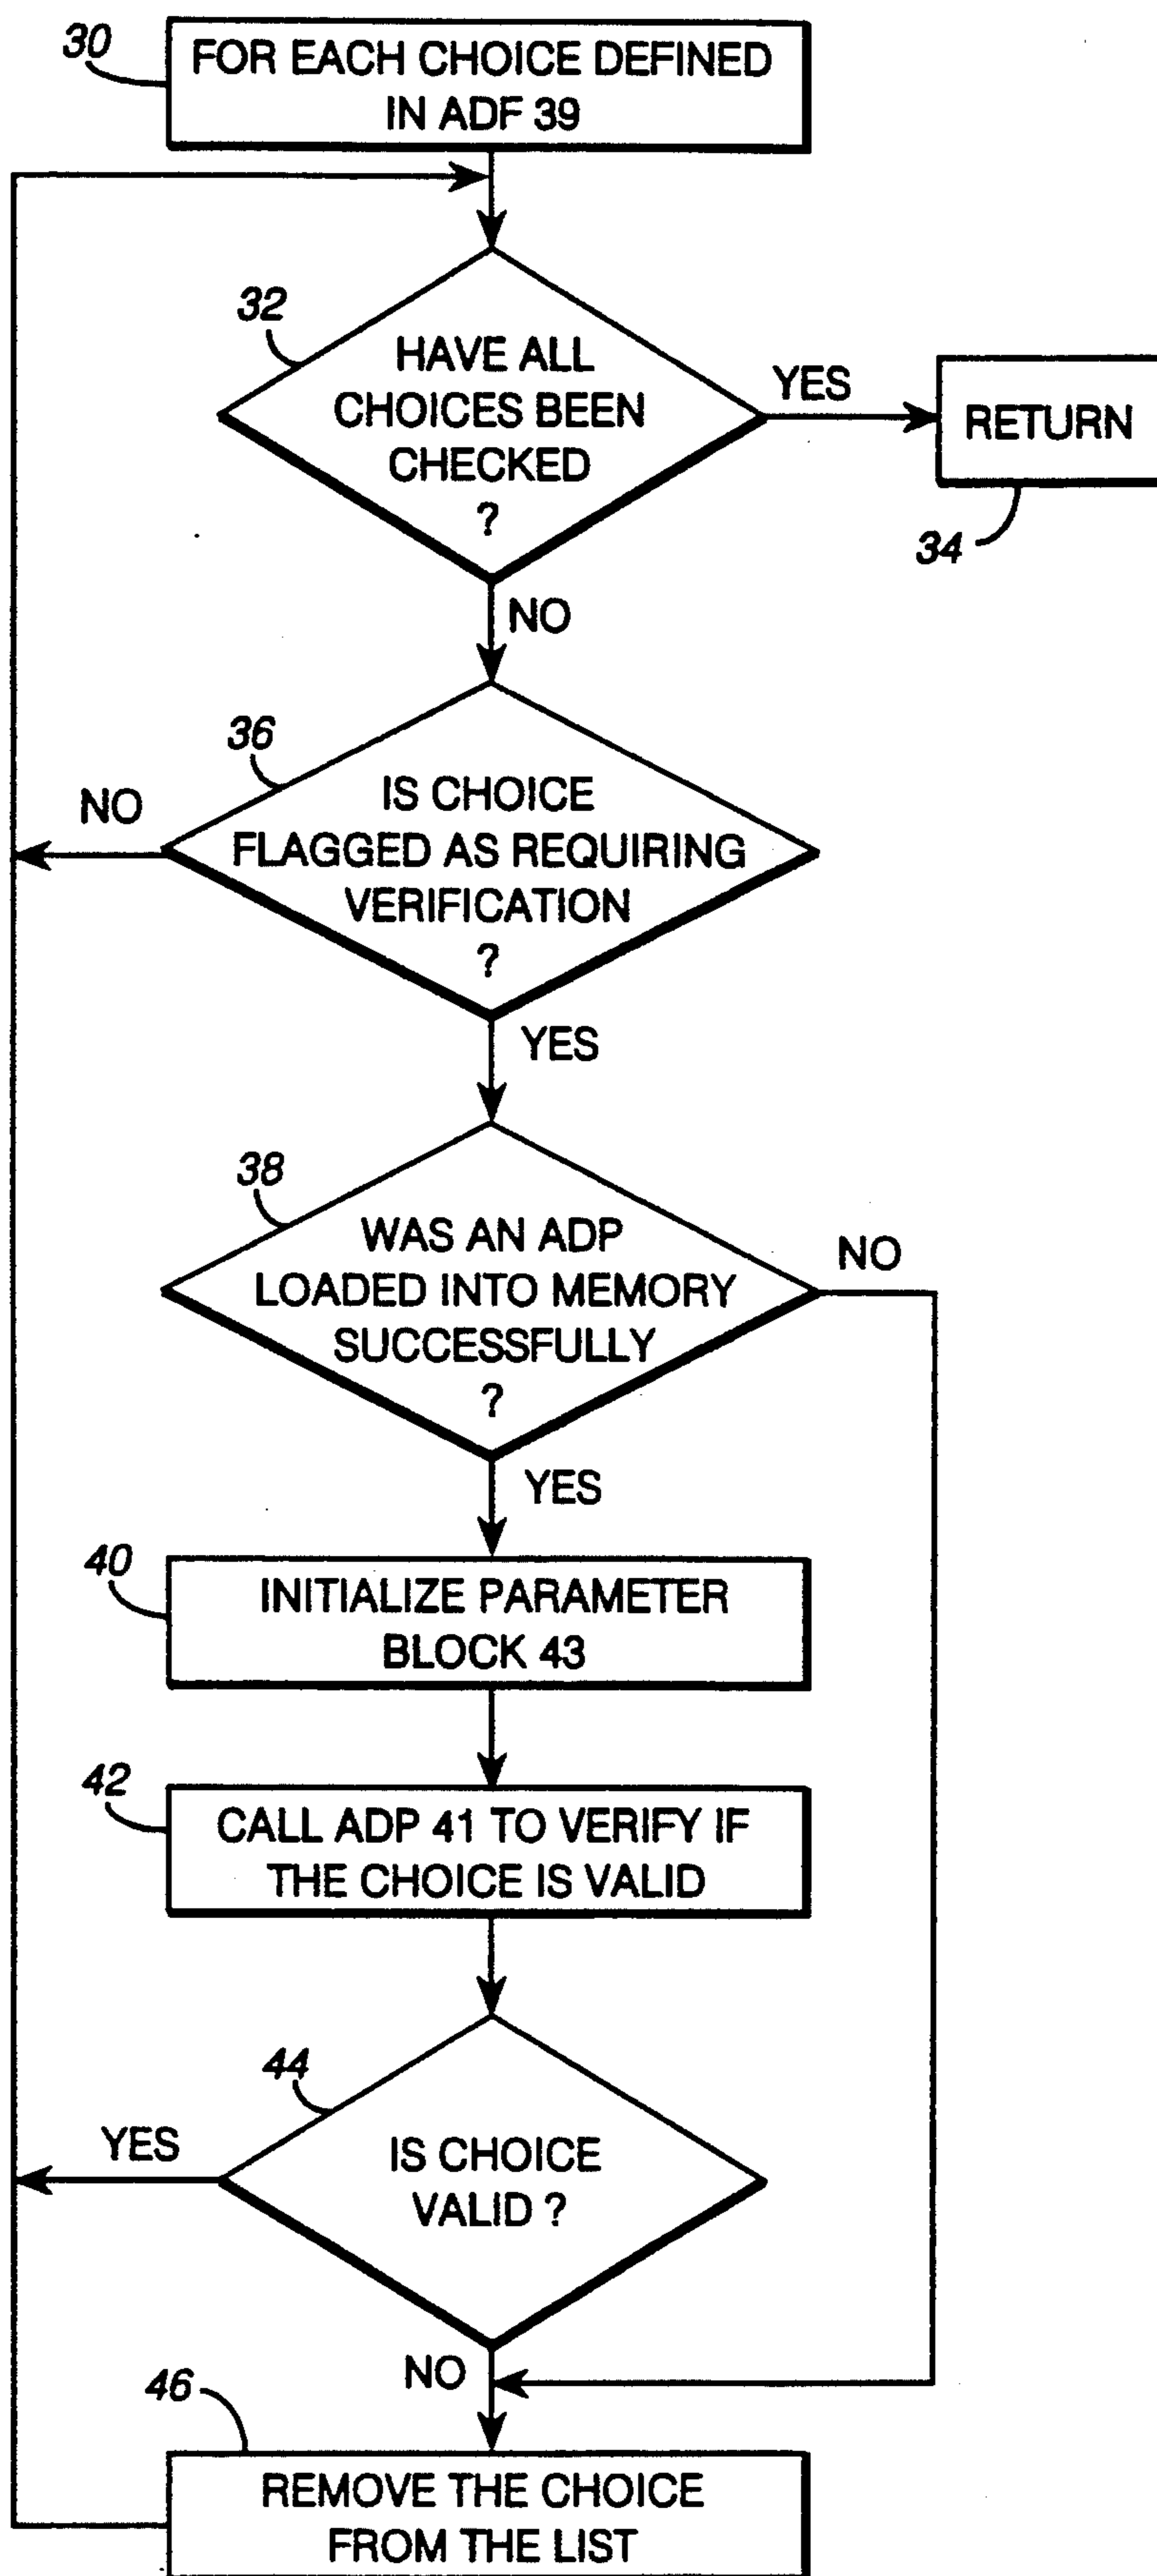 30
FOR EACH CHOICE DEFINED
IN ADF 39
32
HAVE ALL
CHOICES BEEN
CHECKED
?
YES
RETURN
34
NO
36
NO
IS CHOICE
FLAGGED AS REQUIRING
VERIFICATION
?
YES
38
WAS AN ADP
LOADED INTO MEMORY
SUCCESSFULLY
?
NO
YES
40
INITIALIZE PARAMETER
BLOCK 43
42
CALL ADP 41 TO VERIFY IF
THE CHOICE IS VALID
44
YES
IS CHOICE
VALID ?
NO
46
REMOVE THE CHOICE
FROM THE LIST